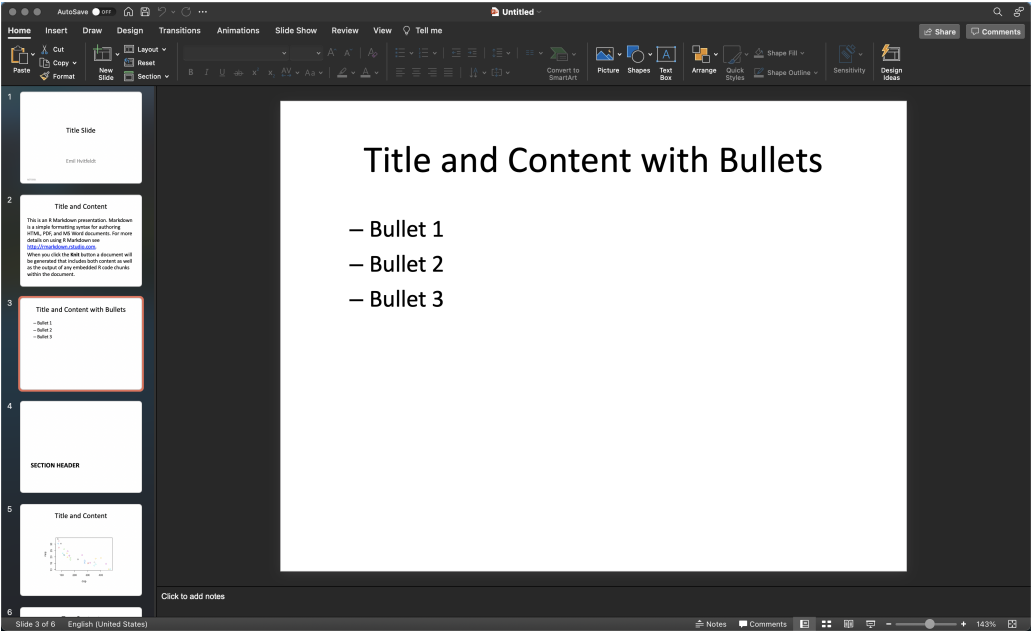 AutoSave OFF
Untitled
Home Insert Draw Design Transitions Animations Slide Show Review View Tell me Share Comments
Paste
Cut
Copy
Format
New Slide
Layout
Reset
Section
B I U ab x² x₂ AV Aa A
Convert to SmartArt
Picture
Shapes
Text Box
Arrange
Quick Styles
Shape Fill
Shape Outline
Sensitivity
Design Ideas
1
Title Slide
Emil Hvitfeldt
2
Title and Content
This is an R Markdown presentation. Markdown
is a simple formatting syntax for authoring
HTML, PDF, and MS Word documents. For more
details on using R Markdown see
http://rmarkdown.rstudio.com.
When you click the Knit button a document will
be generated that includes both content as well
as the output of any embedded R code chunks
within the document.
3
Title and Content with Bullets
– Bullet 1
– Bullet 2
– Bullet 3
4
SECTION HEADER
5
Title and Content
6
Title and Content with Bullets
– Bullet 1
– Bullet 2
– Bullet 3
Click to add notes
Slide 3 of 6 English (United States) Notes Comments 143%